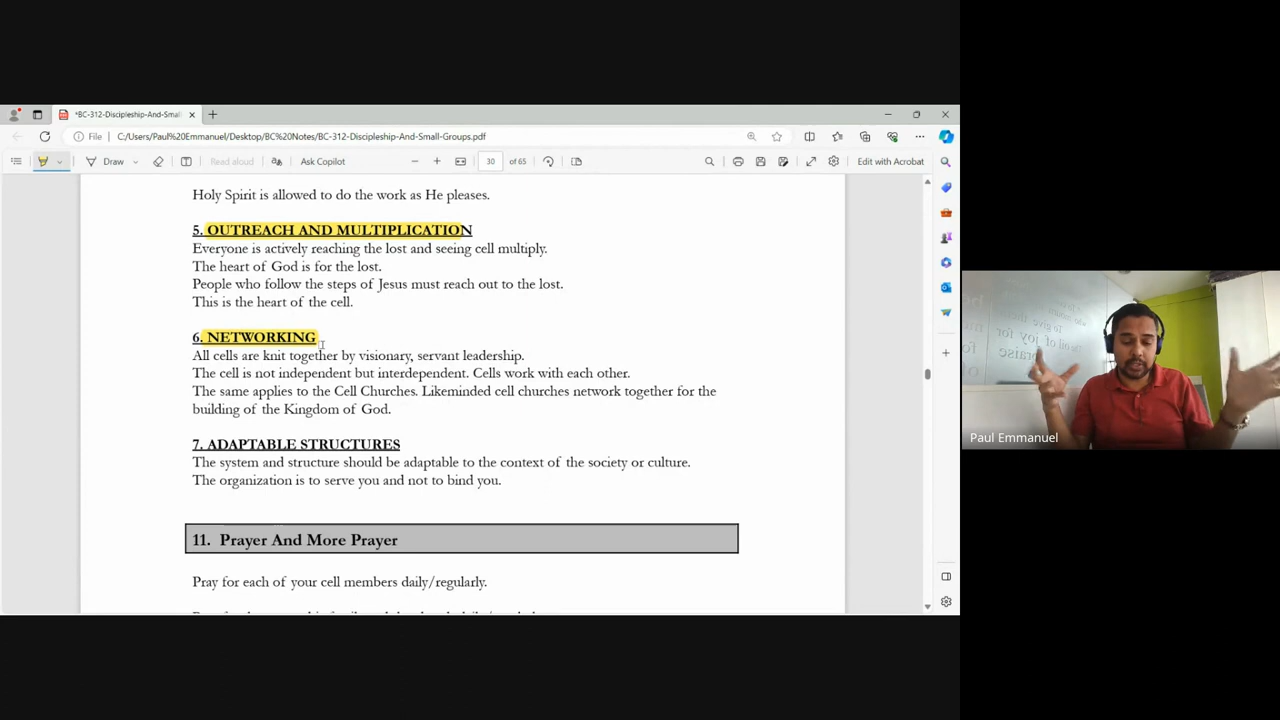 *BC-312-Discipleship-And-Smal
File
C:/Users/Paul%20Emmanuel/Desktop/BC%20Notes/BC-312-Discipleship-And-Small-Groups.pdf
Draw
Read aloud
Ask Copilot
30 of 65
Edit with Acrobat
Holy Spirit is allowed to do the work as He pleases.
5. OUTREACH AND MULTIPLICATION
Everyone is actively reaching the lost and seeing cell multiply.
The heart of God is for the lost.
People who follow the steps of Jesus must reach out to the lost.
This is the heart of the cell.
6. NETWORKING
All cells are knit together by visionary, servant leadership.
The cell is not independent but interdependent. Cells work with each other.
The same applies to the Cell Churches. Likeminded cell churches network together for the
building of the Kingdom of God.
7. ADAPTABLE STRUCTURES
The system and structure should be adaptable to the context of the society or culture.
The organization is to serve you and not to bind you.
11. Prayer And More Prayer
Pray for each of your cell members daily/regularly.
To give
oil of joy for
praise
Paul Emmanuel